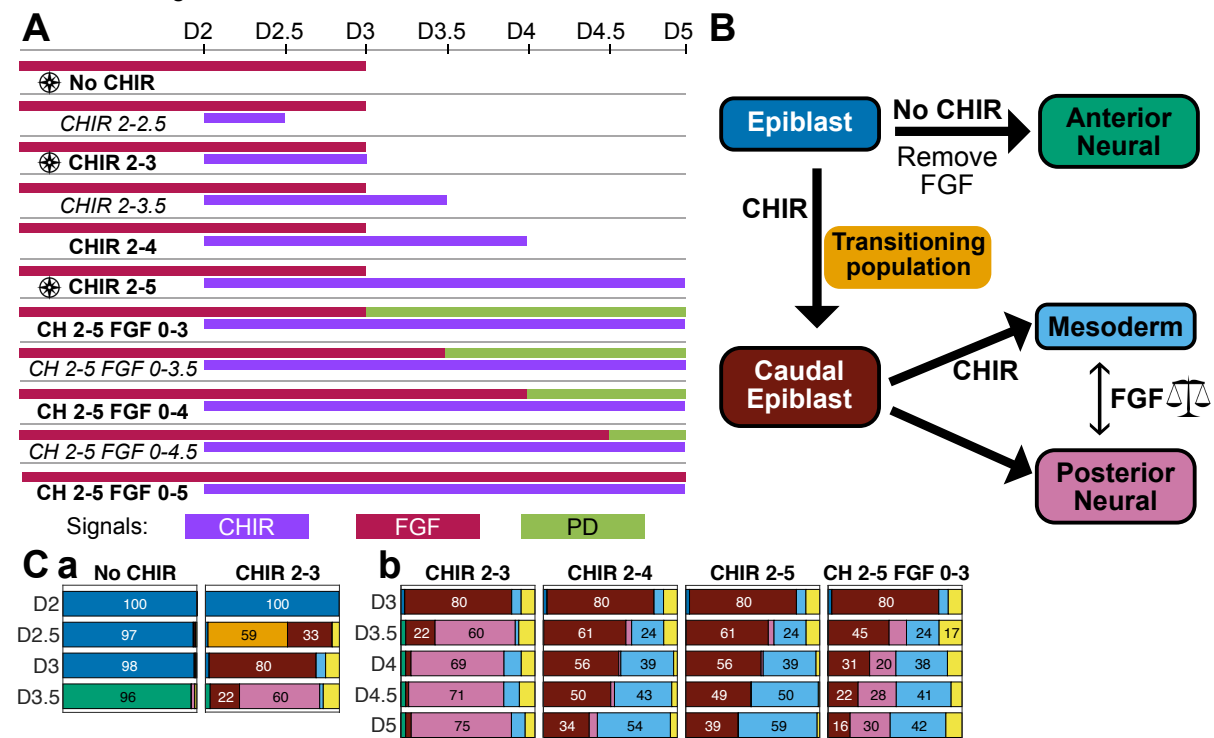 A
D2 D2.5 D3 D3.5 D4 D4.5 D5
No CHIR
CHIR 2-2.5
CHIR 2-3
CHIR 2-3.5
CHIR 2-4
CHIR 2-5
CH 2-5 FGF 0-3
CH 2-5 FGF 0-3.5
CH 2-5 FGF 0-4
CH 2-5 FGF 0-4.5
CH 2-5 FGF 0-5
Signals: CHIR FGF PD
B
Epiblast
No CHIR
Remove
FGF
Anterior
Neural
CHIR
Transitioning
population
Caudal
Epiblast
CHIR
Mesoderm
FGF
Posterior
Neural
C a No CHIR CHIR 2-3
D2 100 100
D2.5 97 59 33
D3 98 80
D3.5 96 22 60
b CHIR 2-3 CHIR 2-4 CHIR 2-5 CH 2-5 FGF 0-3
D3 80 80 80 80
D3.5 22 60 61 24 61 24 45 24 17
D4 69 56 39 56 39 31 20 38
D4.5 71 50 43 49 50 22 28 41
D5 75 34 54 39 59 16 30 42